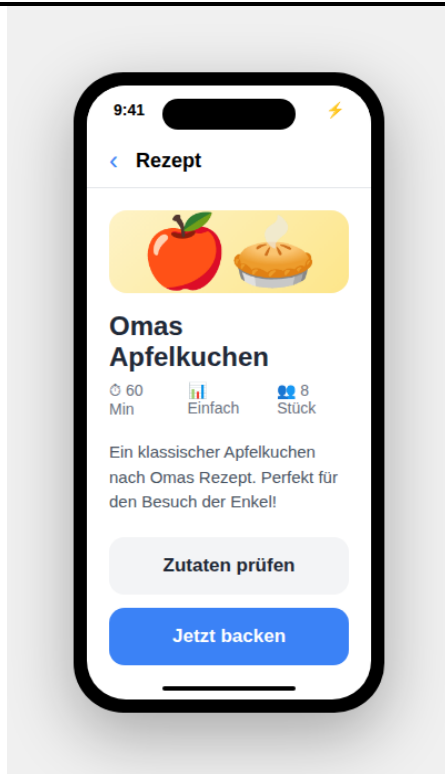 9:41
Rezept
Omas
Apfelkuchen
60
Min
Einfach
8
Stück
Ein klassischer Apfelkuchen
nach Omas Rezept. Perfekt für
den Besuch der Enkel!
Zutaten prüfen
Jetzt backen